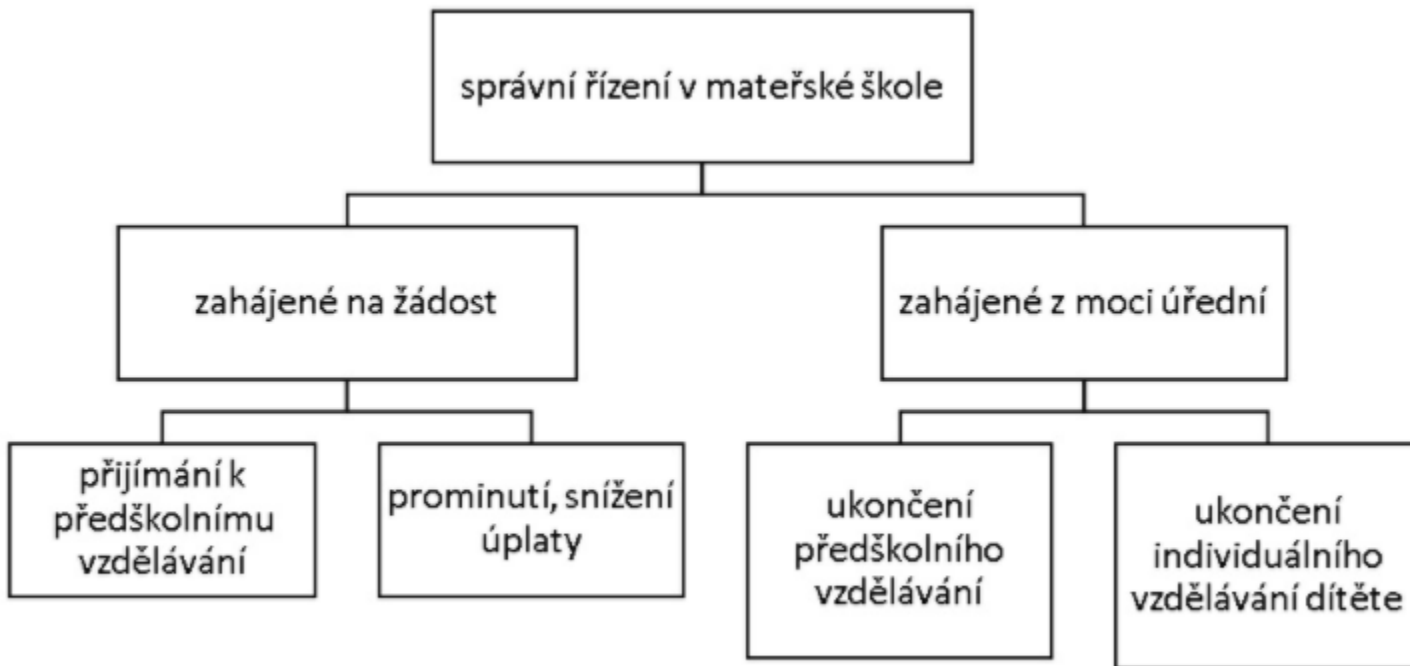 správní řízení v mateřské škole
zahájené na žádost
zahájené z moci úřední
přijímání k
předškolnímu
vzdělávání
prominutí, snížení
úplaty
ukončení
předškolního
vzdělávání
ukončení
individuálního
vzdělávání dítěte